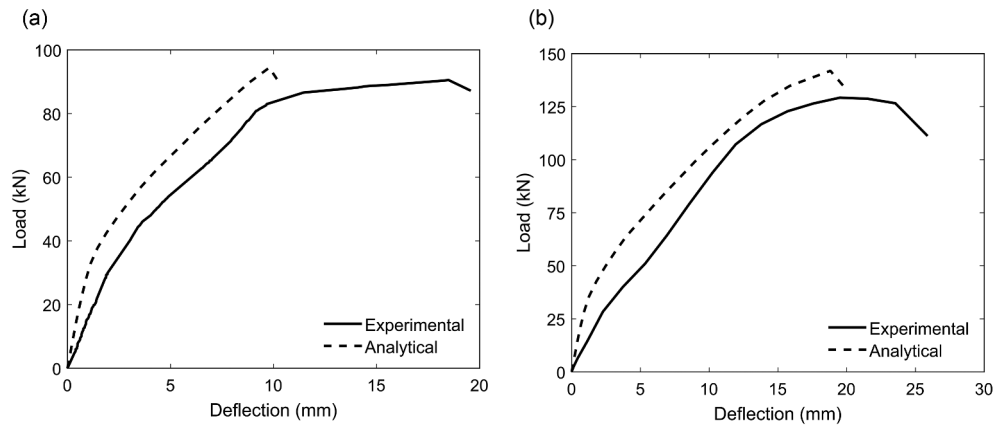 (a)
Load (kN)
100
80
60
40
20
0
0 5 10 15 20
Deflection (mm)
Experimental
Analytical
(b)
Load (kN)
150
125
100
75
50
25
0
0 5 10 15 20 25 30
Deflection (mm)
Experimental
Analytical